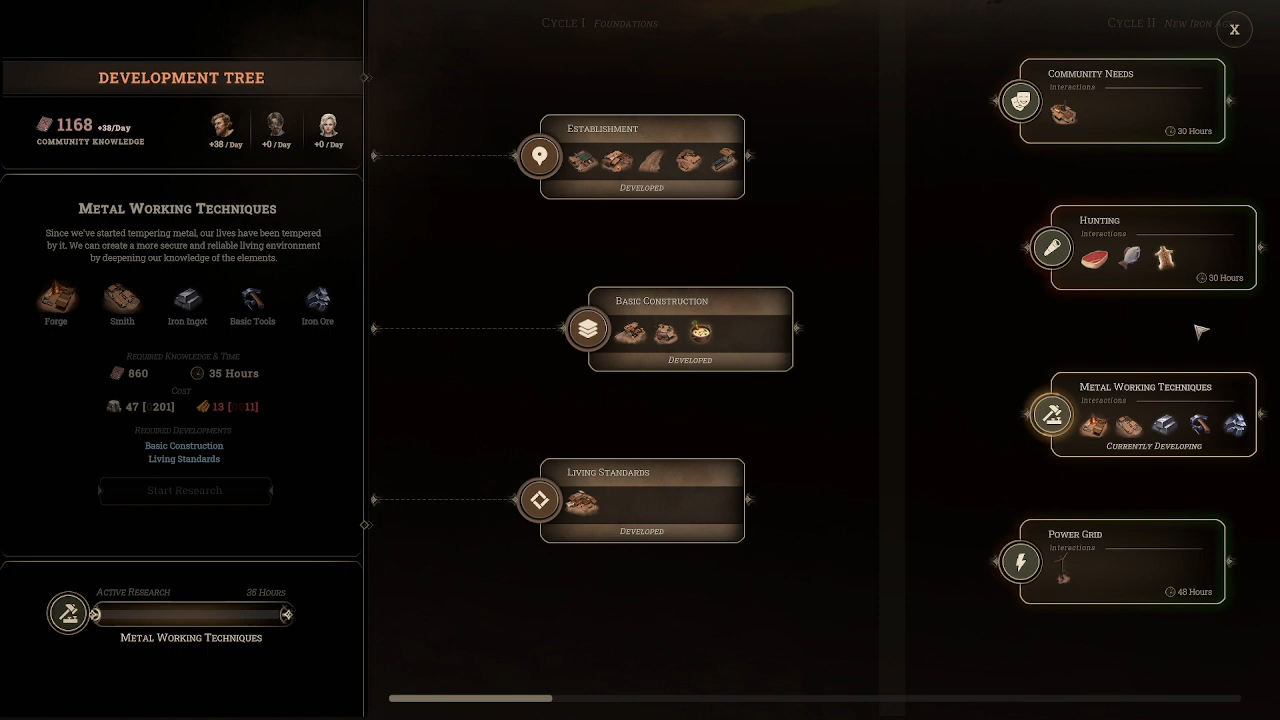 DEVELOPMENT TREE
1168 +38/Day
COMMUNITY KNOWLEDGE
+38 / Day
+0 / Day
+0 / Day
METAL WORKING TECHNIQUES
Since we've started tempering metal, our lives have been tempered
by it. We can create a more secure and reliable living environment
by deepening our knowledge of the elements.
Forge
Smith
Iron Ingot
Basic Tools
Iron Ore
REQUIRED KNOWLEDGE & TIME
860
35 Hours
COST
47 [0201]
13 [0011]
REQUIRED DEVELOPMENTS
Basic Construction
Living Standards
Start Research
ACTIVE RESEARCH
35 HOURS
METAL WORKING TECHNIQUES
CYCLE I FOUNDATIONS
ESTABLISHMENT
DEVELOPED
BASIC CONSTRUCTION
DEVELOPED
LIVING STANDARDS
DEVELOPED
CYCLE II NEW IRON
X
COMMUNITY NEEDS
Interactions
30 Hours
HUNTING
Interactions
30 Hours
METAL WORKING TECHNIQUES
Interactions
CURRENTLY DEVELOPING
POWER GRID
Interactions
48 Hours